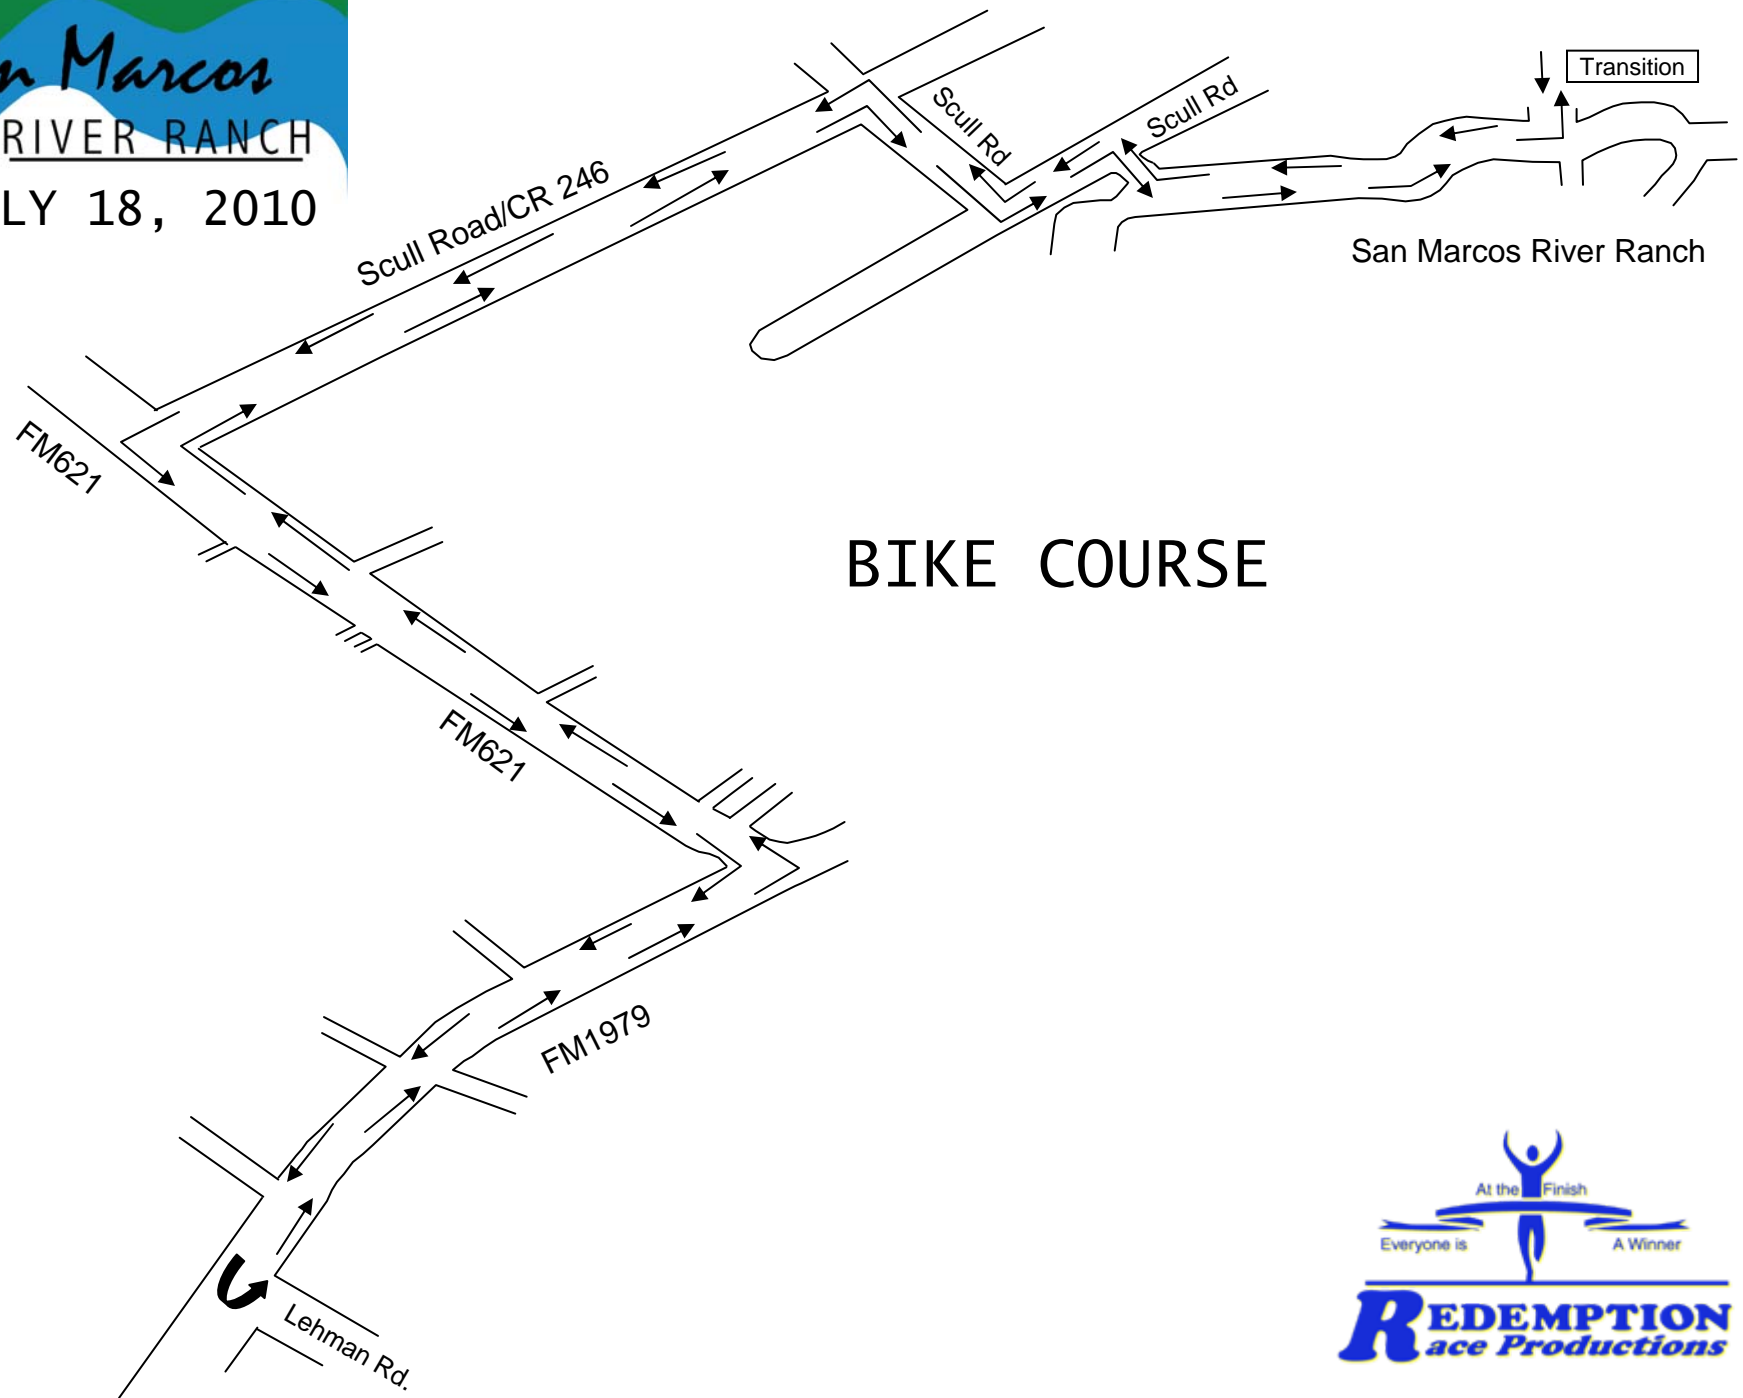 n Marcos
RIVER RANCH
LY 18, 2010
Transition
Scull Rd
Scull Rd
Scull Road/CR 246
San Marcos River Ranch
FM621
BIKE COURSE
FM621
FM1979
Lehman Rd.
At the Finish
Everyone is A Winner
REDEMPTION
Race Productions